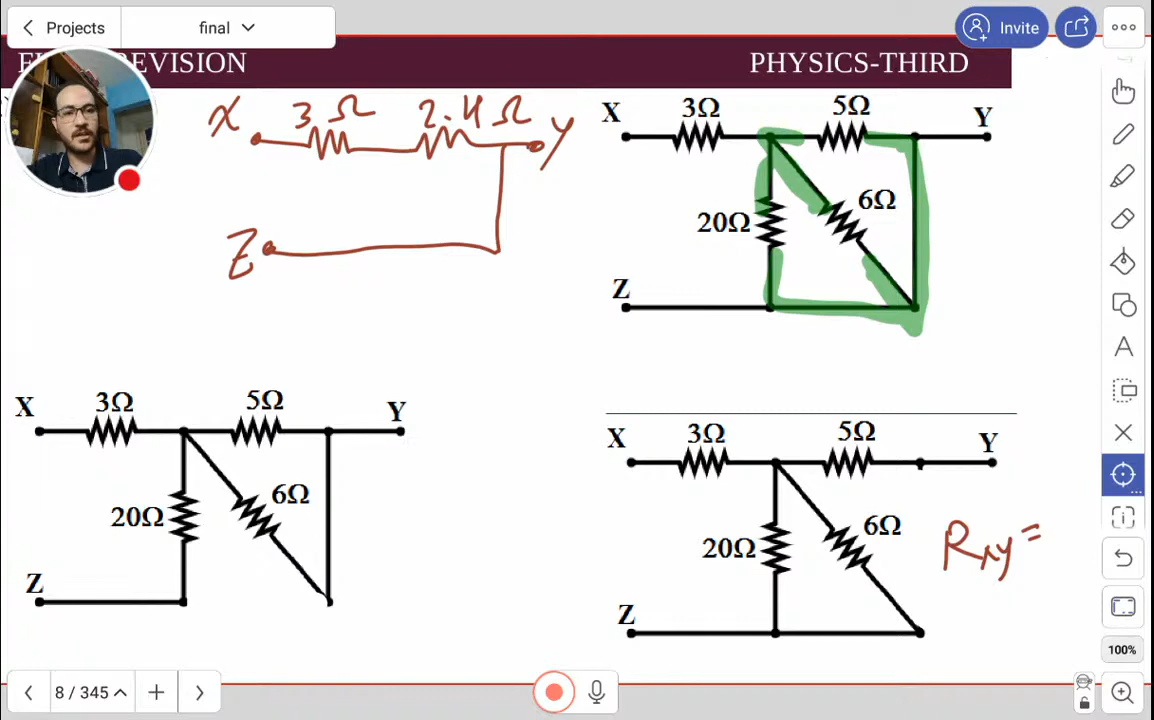 Projects
final
Invite
REVISION
PHYSICS-THIRD
X 3Ω 2.4Ω Y
Z
X 3Ω 5Ω Y
20Ω 6Ω
Z
X 3Ω 5Ω Y
20Ω 6Ω
Z
X 3Ω 5Ω Y
20Ω 6Ω
Z
Rxy=
8 / 345
100%